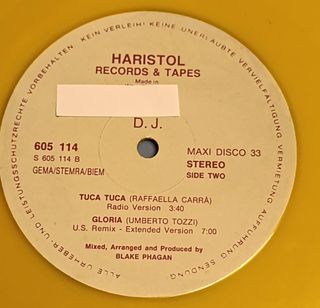 HARISTOL
RECORDS & TAPES
Made in
D. J.
605 114
S 605 114 B
GEMA/STEMRA/BIEM
MAXI DISCO 33
STEREO
SIDE TWO
TUCA TUCA (RAFFAELLA CARRÀ)
Radio Version 3:40
GLORIA (UMBERTO TOZZI)
U.S. Remix - Extended Version 7:00
Mixed, Arranged and Produced by
BLAKE PHAGAN
ALLE URHEBER- UND LEISTUNGSSCHUTZRECHTE VORBEHALTEN · KEIN VERLEIH! KEINE UNERLAUBTE VERVIELFÄLTIGUNG, VERMIETUNG, AUFFÜHRUNG, SENDUNG